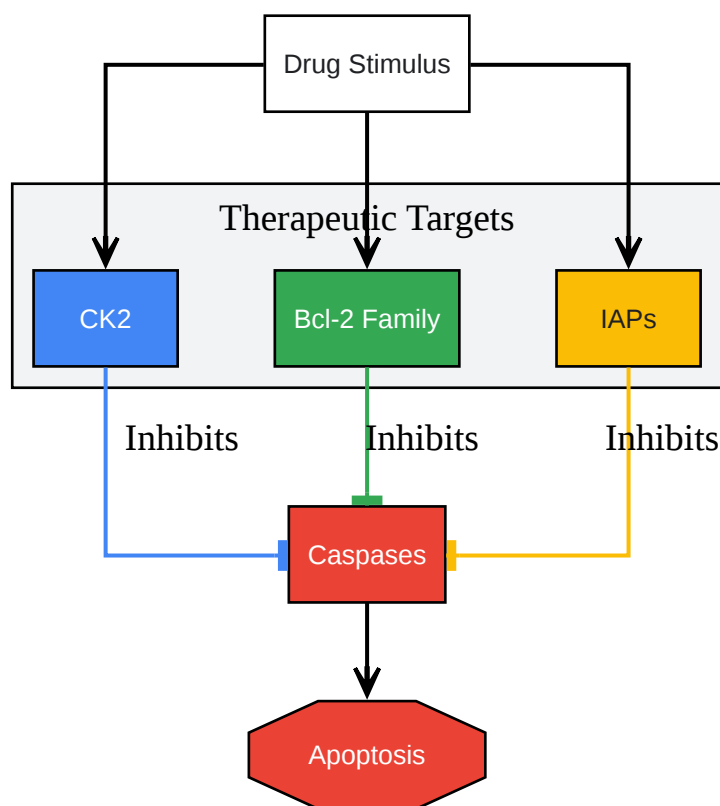 Drug Stimulus
Therapeutic Targets
CK2
Bcl-2 Family
IAPs
Inhibits
Inhibits
Inhibits
Caspases
Apoptosis